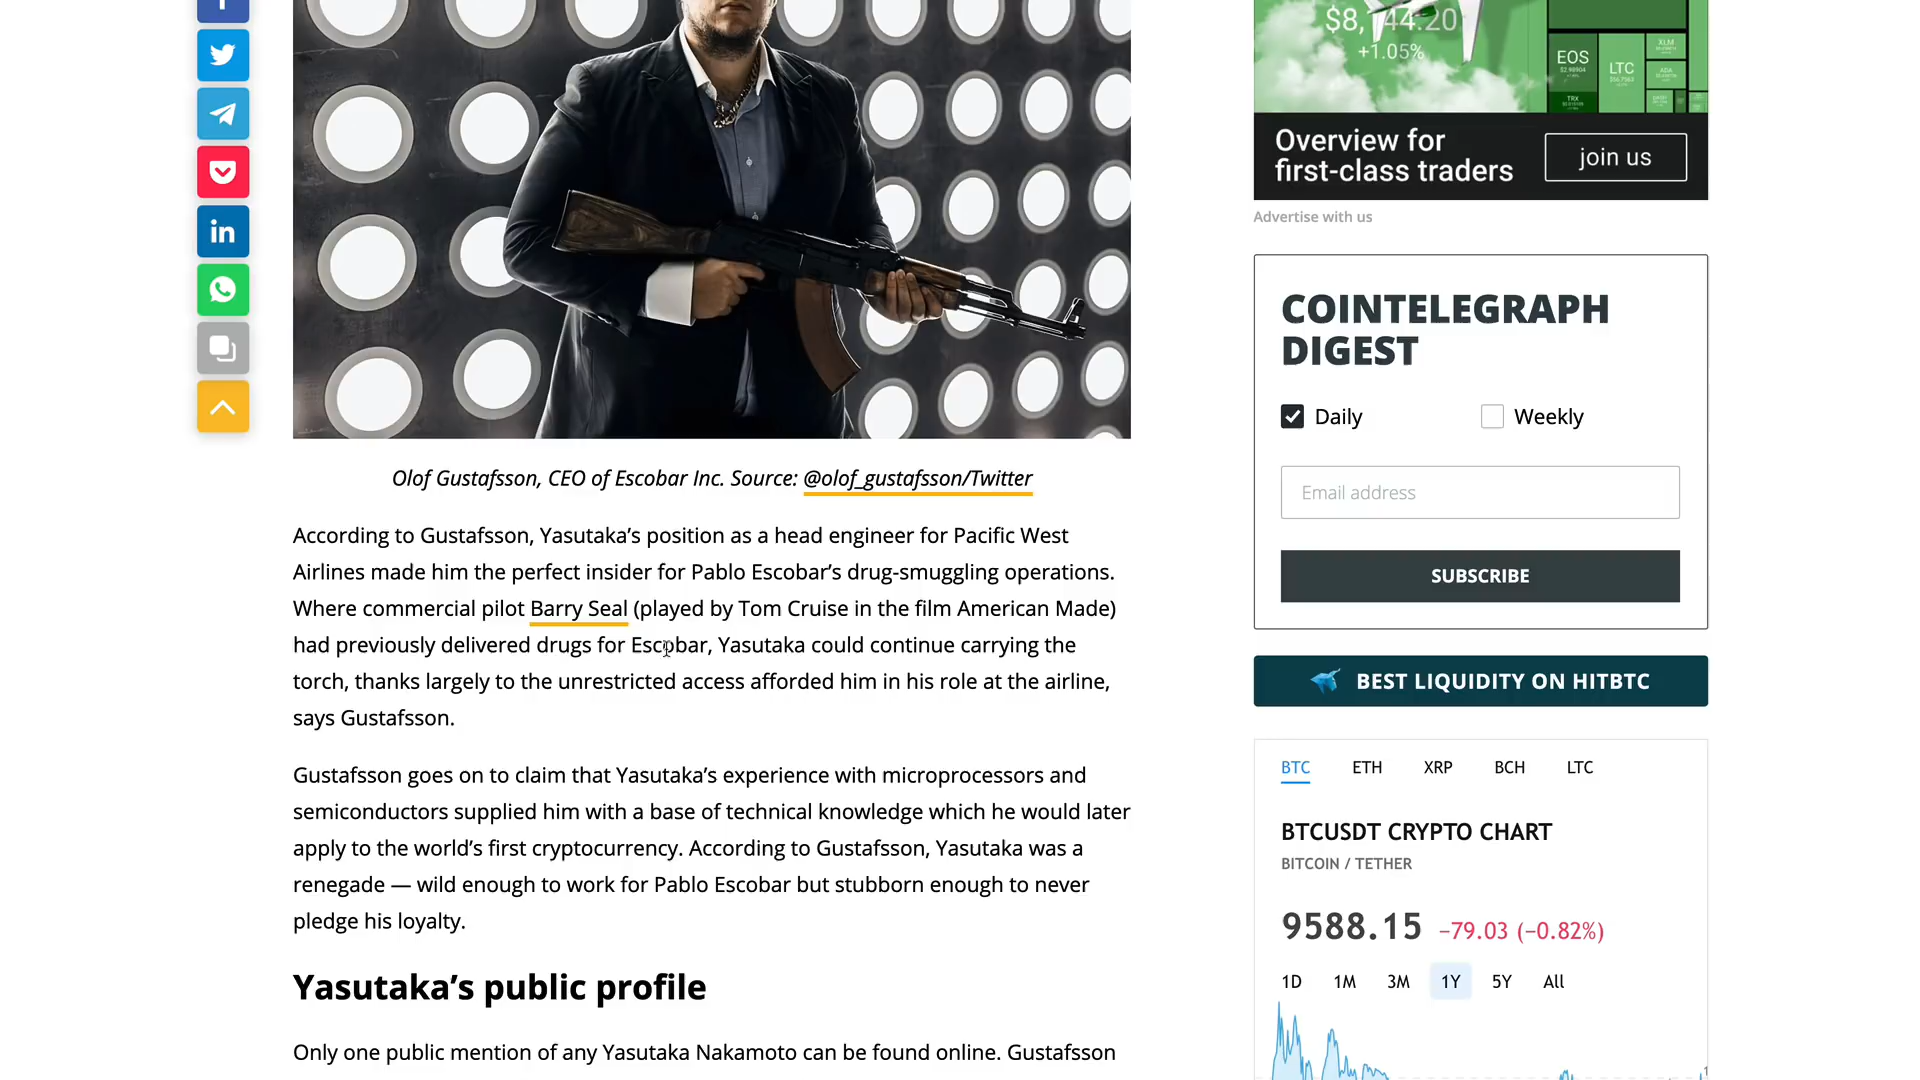 $8,144.20
+1.05%
EOS
LTC
XLM
TRX
Overview for
first-class traders
join us
Advertise with us
COINTELEGRAPH
DIGEST
Daily
Weekly
Email address
SUBSCRIBE
Olof Gustafsson, CEO of Escobar Inc. Source: @olof_gustafsson/Twitter
According to Gustafsson, Yasutaka’s position as a head engineer for Pacific West
Airlines made him the perfect insider for Pablo Escobar’s drug-smuggling operations.
Where commercial pilot Barry Seal (played by Tom Cruise in the film American Made)
had previously delivered drugs for Escobar, Yasutaka could continue carrying the
torch, thanks largely to the unrestricted access afforded him in his role at the airline,
says Gustafsson.
Gustafsson goes on to claim that Yasutaka’s experience with microprocessors and
semiconductors supplied him with a base of technical knowledge which he would later
apply to the world’s first cryptocurrency. According to Gustafsson, Yasutaka was a
renegade — wild enough to work for Pablo Escobar but stubborn enough to never
pledge his loyalty.
Yasutaka’s public profile
Only one public mention of any Yasutaka Nakamoto can be found online. Gustafsson
BEST LIQUIDITY ON HITBTC
BTC ETH XRP BCH LTC
BTCUSDT CRYPTO CHART
BITCOIN / TETHER
9588.15 −79.03 (−0.82%)
1D 1M 3M 1Y 5Y All